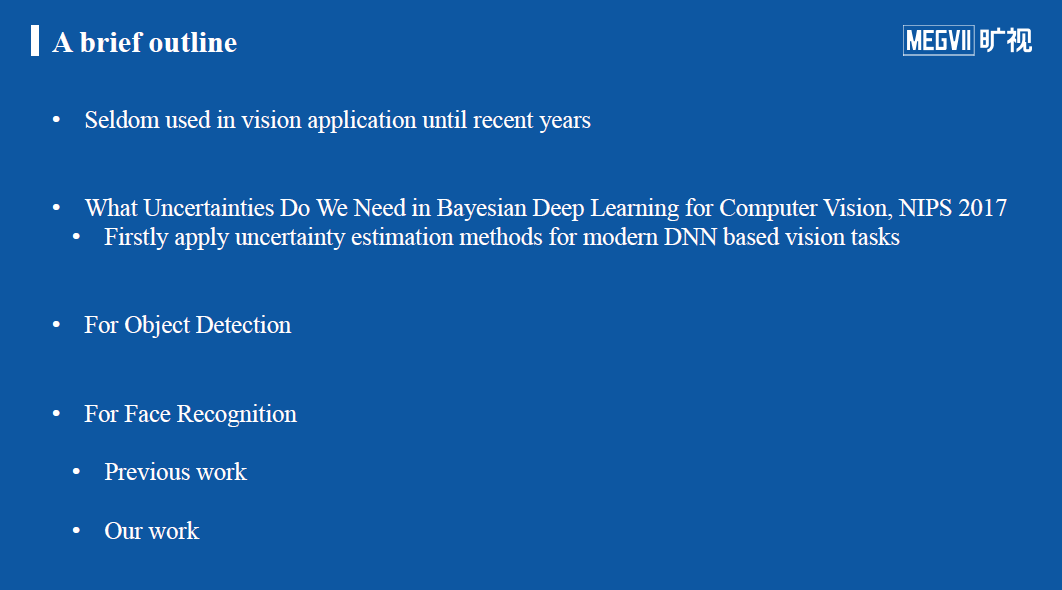 A brief outline
MEGVII 旷视
• Seldom used in vision application until recent years
• What Uncertainties Do We Need in Bayesian Deep Learning for Computer Vision, NIPS 2017
• Firstly apply uncertainty estimation methods for modern DNN based vision tasks
• For Object Detection
• For Face Recognition
• Previous work
• Our work